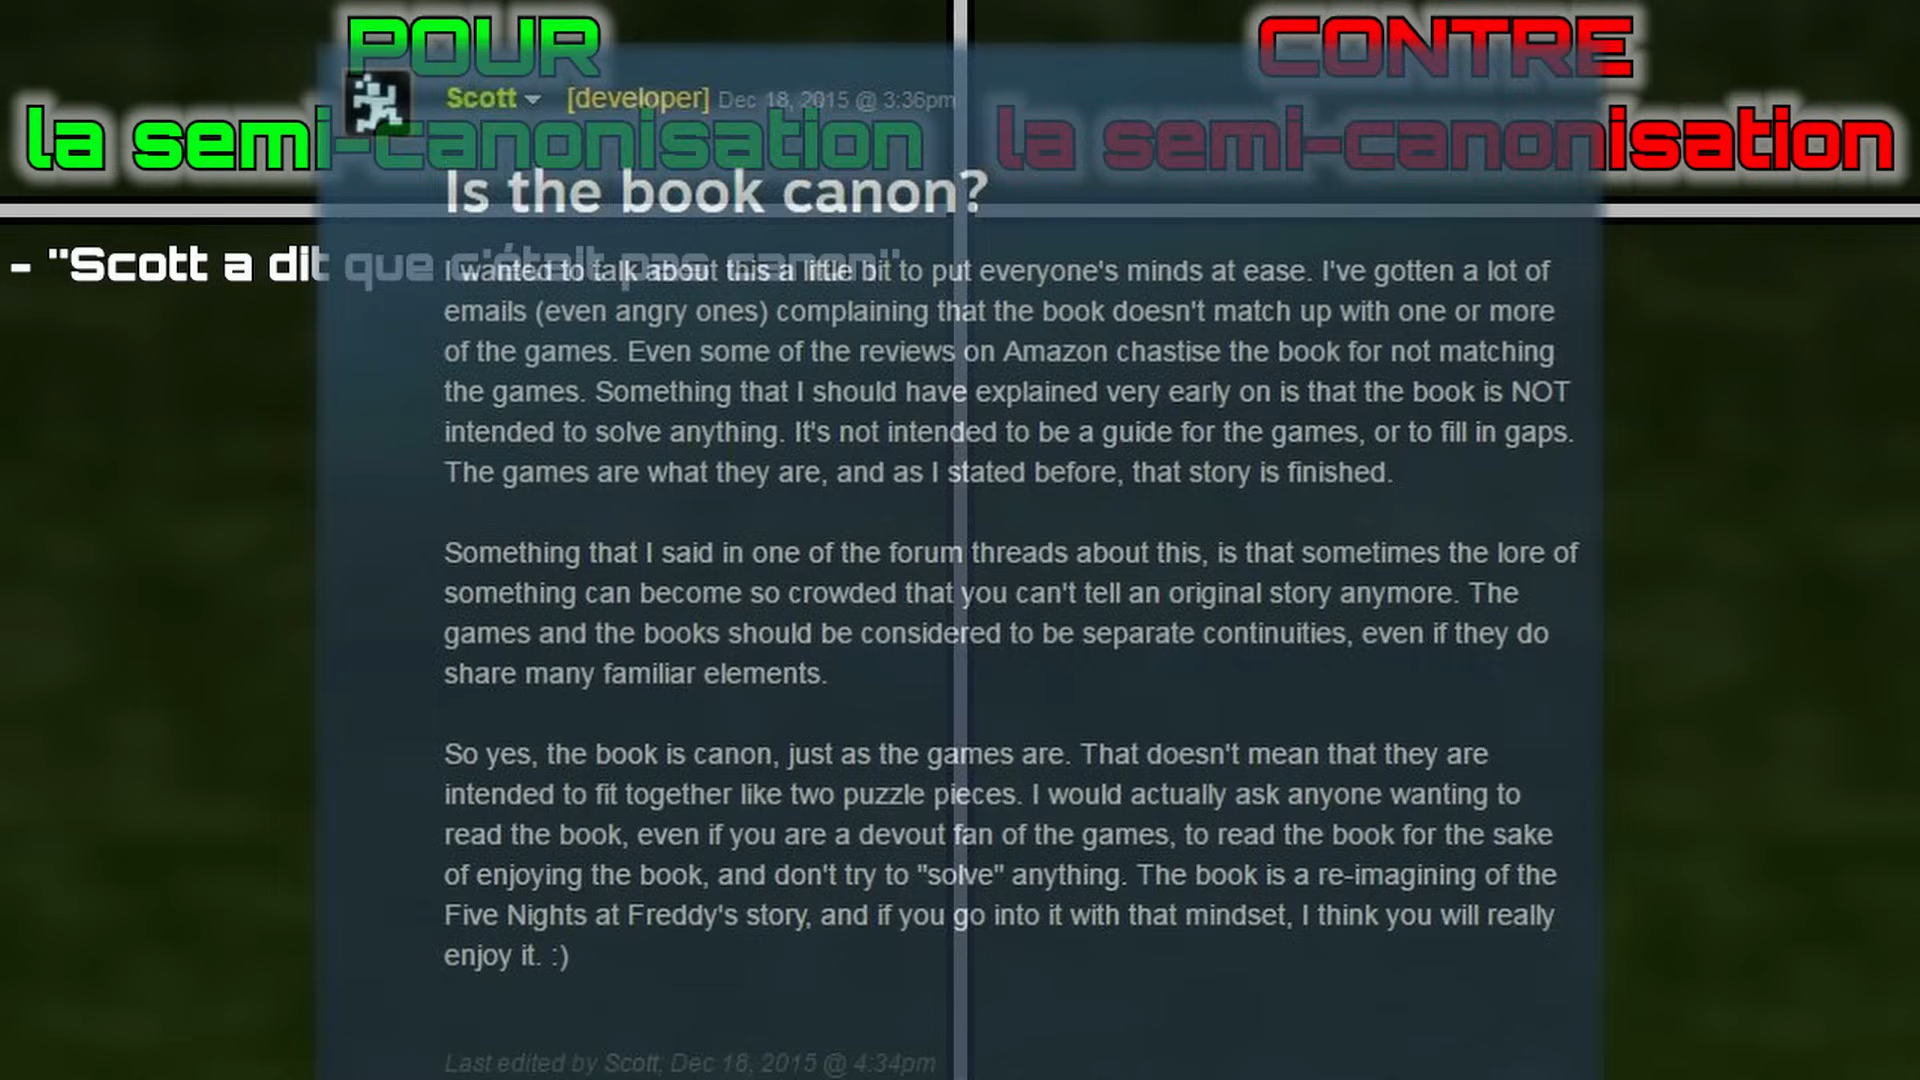 POUR
la semi-canonisation
CONTRE
la semi-canonisation
- "Scott a dit que c'était pas canon"
Scott [developer] Dec 18, 2015 @ 3:36pm
Is the book canon?
I wanted to talk about this a little bit to put everyone's minds at ease. I've gotten a lot of
emails (even angry ones) complaining that the book doesn't match up with one or more
of the games. Even some of the reviews on Amazon chastise the book for not matching
the games. Something that I should have explained very early on is that the book is NOT
intended to solve anything. It's not intended to be a guide for the games, or to fill in gaps.
The games are what they are, and as I stated before, that story is finished.
Something that I said in one of the forum threads about this, is that sometimes the lore of
something can become so crowded that you can't tell an original story anymore. The
games and the books should be considered to be separate continuities, even if they do
share many familiar elements.
So yes, the book is canon, just as the games are. That doesn't mean that they are
intended to fit together like two puzzle pieces. I would actually ask anyone wanting to
read the book, even if you are a devout fan of the games, to read the book for the sake
of enjoying the book, and don't try to "solve" anything. The book is a re-imagining of the
Five Nights at Freddy's story, and if you go into it with that mindset, I think you will really
enjoy it. :)
Last edited by Scott; Dec 18, 2015 @ 4:34pm